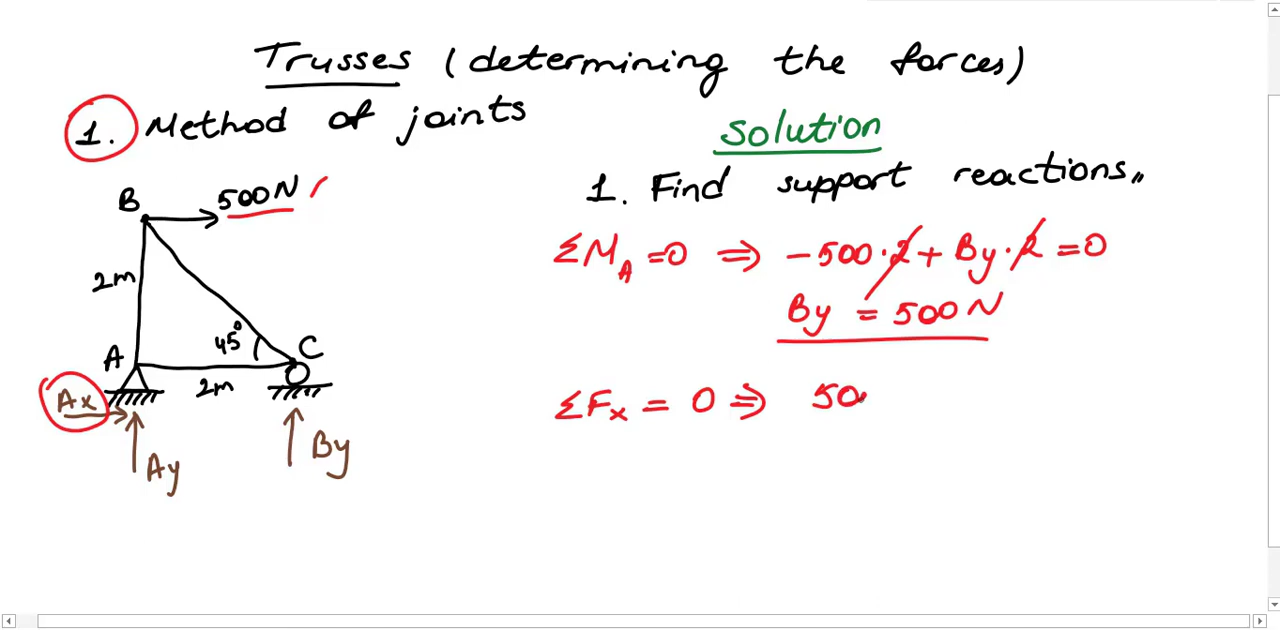 Trusses (determining the forces)
1. Method of joints
B
500N
2m
A
45°
C
2m
Ax
Ay
By
Solution
1. Find support reactions,,
ΣM_A = 0 ⇒ -500·2 + By·2 = 0
By = 500N
ΣFx = 0 ⇒ 50